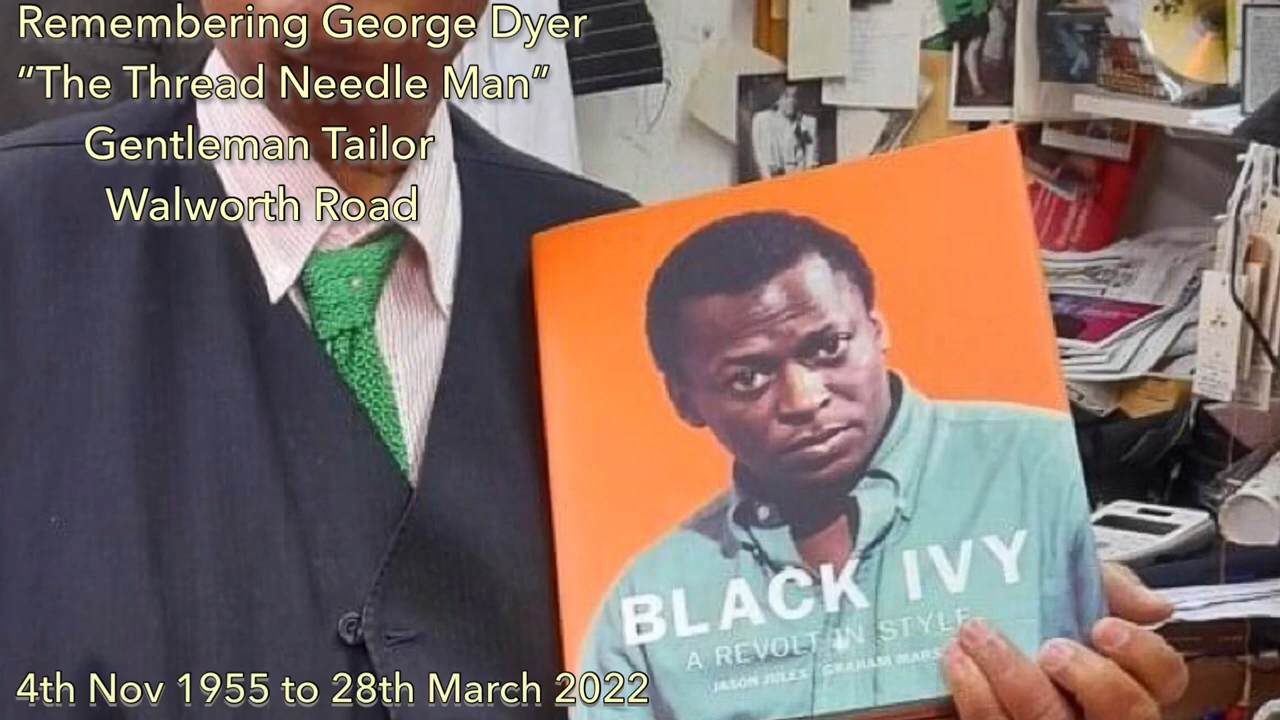 Remembering George Dyer
“The Thread Needle Man”
Gentleman Tailor
Walworth Road
BLACK IVY
A REVOLT IN STYLE
JASON JULES GRAHAM
4th Nov 1955 to 28th March 2022